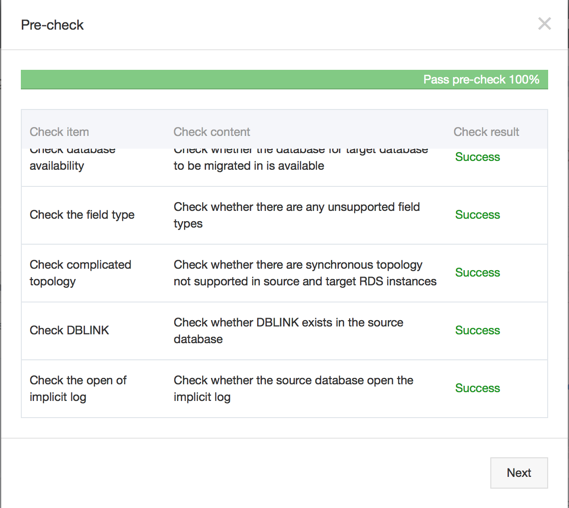 Pre-check
Pass pre-check 100%
Check item Check content Check result
Check database Check whether the database for target database
availability to be migrated in is available Success
Check the field type Check whether there are any unsupported field
types Success
Check complicated Check whether there are synchronous topology
topology not supported in source and target RDS instances Success
Check DBLINK Check whether DBLINK exists in the source
database Success
Check the open of Check whether the source database open the
implicit log implicit log Success
Next